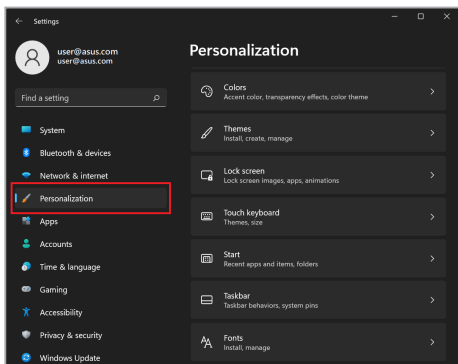 Settings
user@asus.com
user@asus.com
Find a setting
System
Bluetooth & devices
Network & internet
Personalization
Apps
Accounts
Time & language
Gaming
Accessibility
Privacy & security
Windows Update
Personalization
Colors
Accent color, transparency effects, color theme
Themes
Install, create, manage
Lock screen
Lock screen images, apps, animations
Touch keyboard
Themes, size
Start
Recent apps and items, folders
Taskbar
Taskbar behaviors, system pins
Fonts
Install, manage